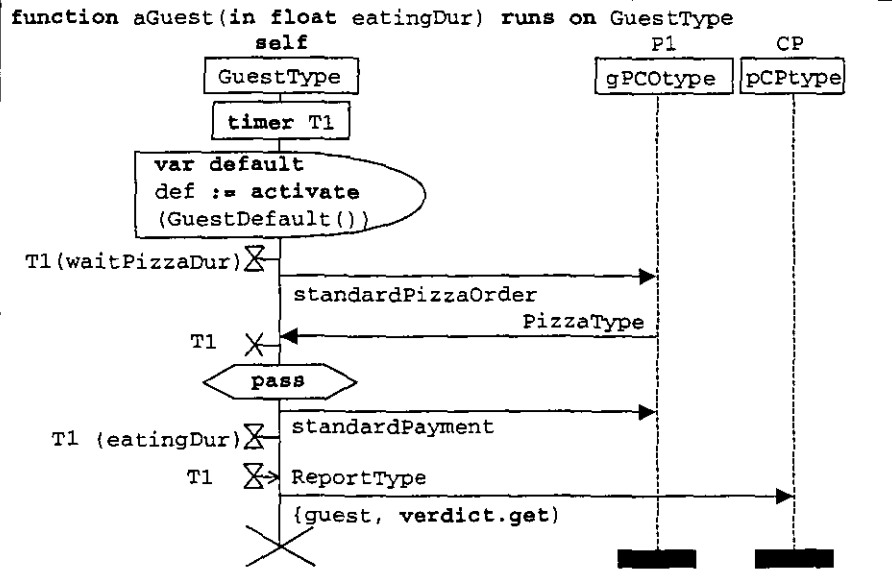 function aGuest(in float eatingDur) runs on GuestType
self P1 CP
GuestType gPCOtype pCPtype
timer T1
var default
def := activate
(GuestDefault())
T1(waitPizzaDur)
standardPizzaOrder
PizzaType
T1
pass
standardPayment
T1 (eatingDur)
T1 ReportType
{guest, verdict.get)